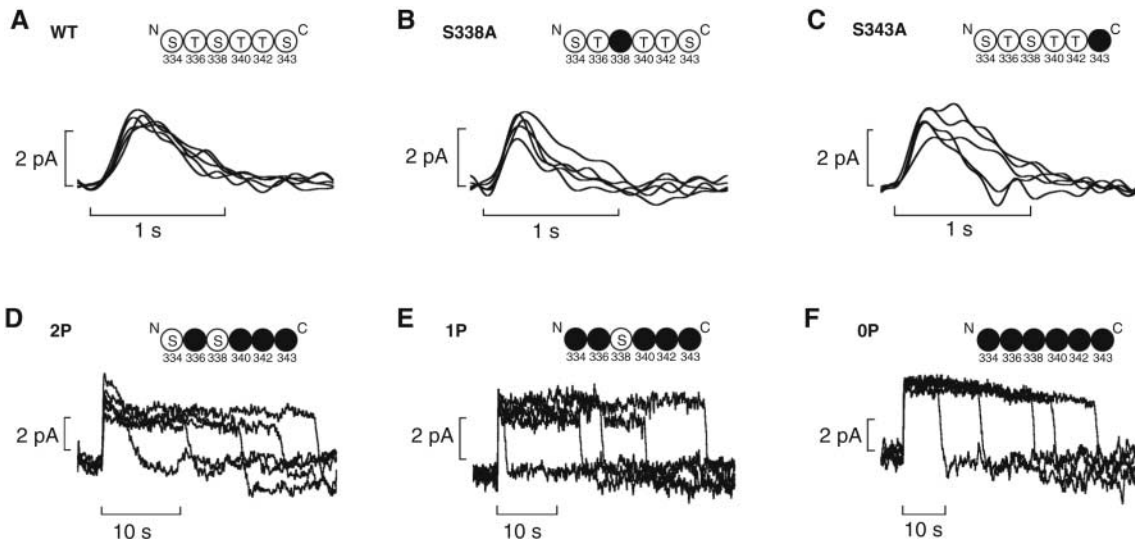 A WT N S T S T T S C
334 336 338 340 342 343
2 pA
1 s
B S338A N S T T T S C
334 336 338 340 342 343
2 pA
1 s
C S343A N S T S T T C
334 336 338 340 342 343
2 pA
1 s
D 2P N S S C
334 336 338 340 342 343
2 pA
10 s
E 1P N S C
334 336 338 340 342 343
2 pA
10 s
F 0P N C
334 336 338 340 342 343
2 pA
10 s